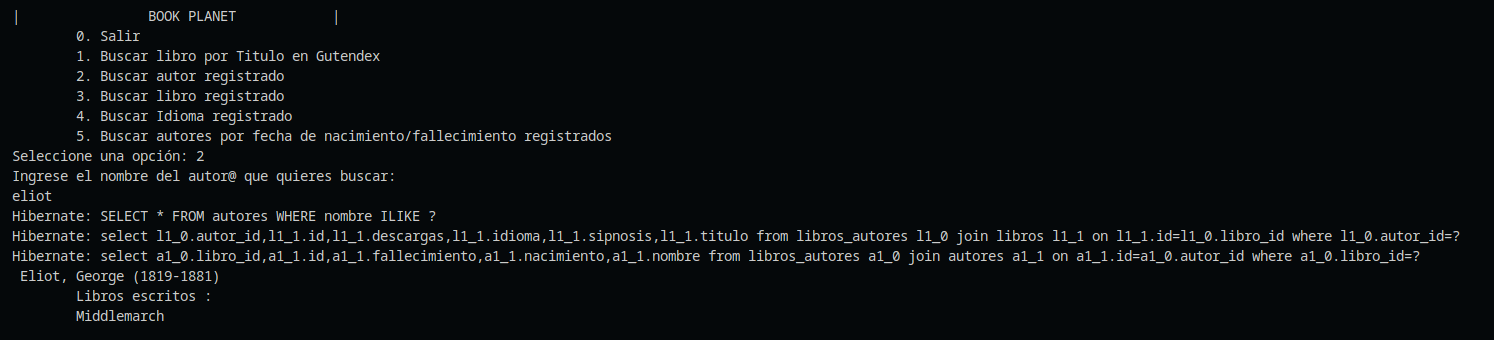 |                BOOK PLANET            |
        0. Salir
        1. Buscar libro por Titulo en Gutendex
        2. Buscar autor registrado
        3. Buscar libro registrado
        4. Buscar Idioma registrado
        5. Buscar autores por fecha de nacimiento/fallecimiento registrados
Seleccione una opción: 2
Ingrese el nombre del autor@ que quieres buscar:
eliot
Hibernate: SELECT * FROM autores WHERE nombre ILIKE ?
Hibernate: select l1_0.autor_id,l1_1.id,l1_1.descargas,l1_1.idioma,l1_1.sipnosis,l1_1.titulo from libros_autores l1_0 join libros l1_1 on l1_1.id=l1_0.libro_id where l1_0.autor_id=?
Hibernate: select a1_0.libro_id,a1_1.id,a1_1.fallecimiento,a1_1.nacimiento,a1_1.nombre from libros_autores a1_0 join autores a1_1 on a1_1.id=a1_0.autor_id where a1_0.libro_id=?
 Eliot, George (1819-1881)
        Libros escritos :
        Middlemarch